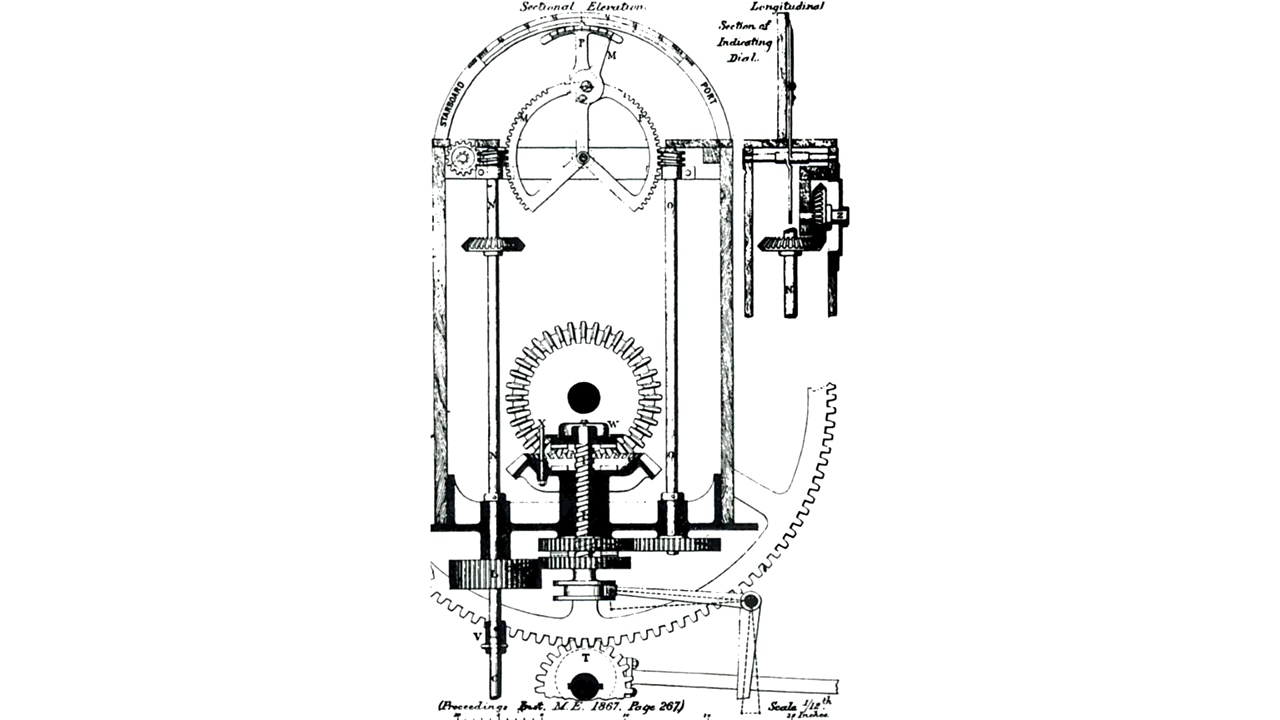 Sectional Elevation.
Longitudinal
Section of
Indicating
Dial.
P
M
STARBOARD
PORT
N
O
N
X
W
N
O
L
V
T
(Proceedings Inst. M. E. 1867. Page 267.)
Scale 1/12th